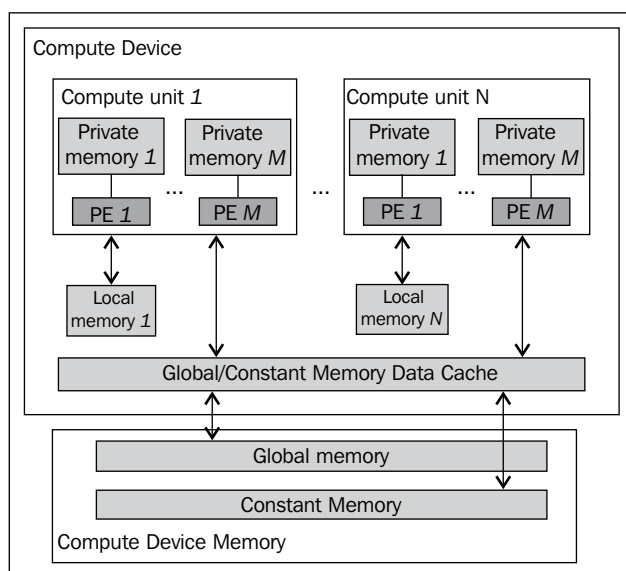 Compute Device
Compute unit 1
Compute unit N
Private
memory 1
Private
memory M
Private
memory 1
Private
memory M
...
...
...
PE 1
PE M
PE 1
PE M
Local
memory 1
Local
memory N
Global/Constant Memory Data Cache
Global memory
Constant Memory
Compute Device Memory